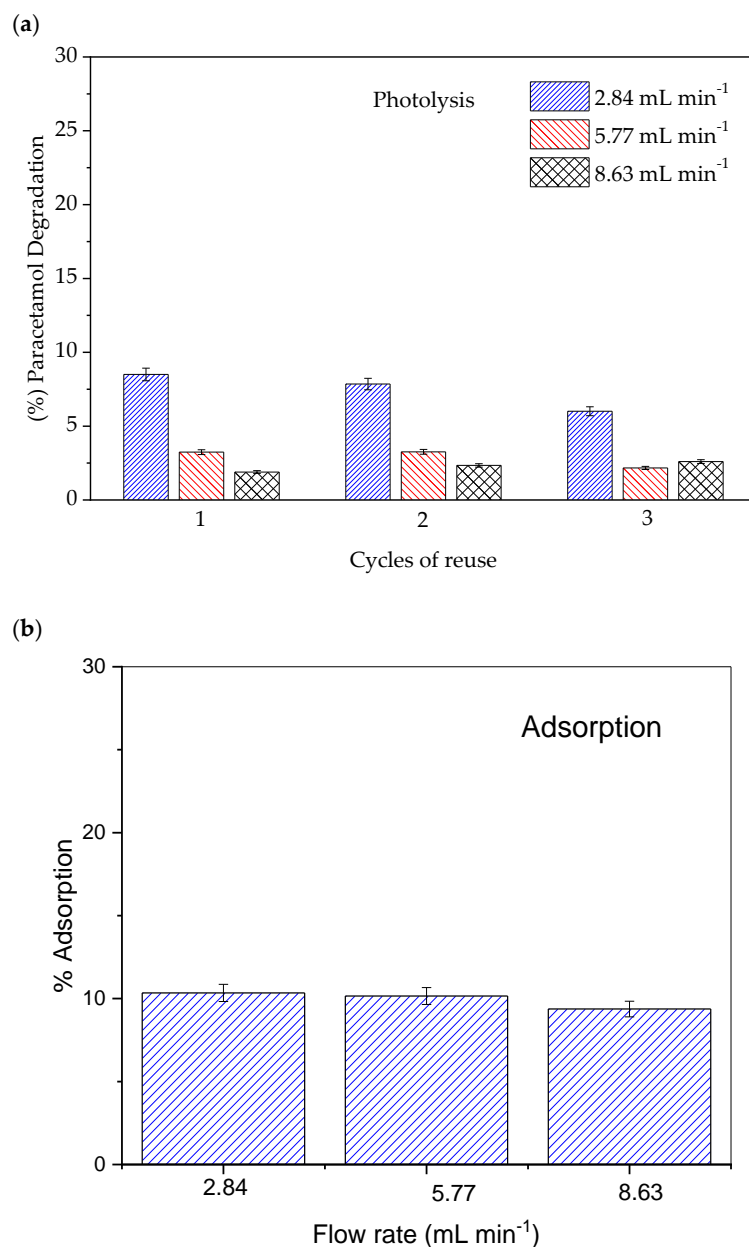 (a)
30
25
20
15
10
5
0
(%) Paracetamol Degradation
Photolysis
2.84 mL min⁻¹
5.77 mL min⁻¹
8.63 mL min⁻¹
1 2 3
Cycles of reuse
(b)
30
20
10
0
% Adsorption
Adsorption
2.84 5.77 8.63
Flow rate (mL min⁻¹)